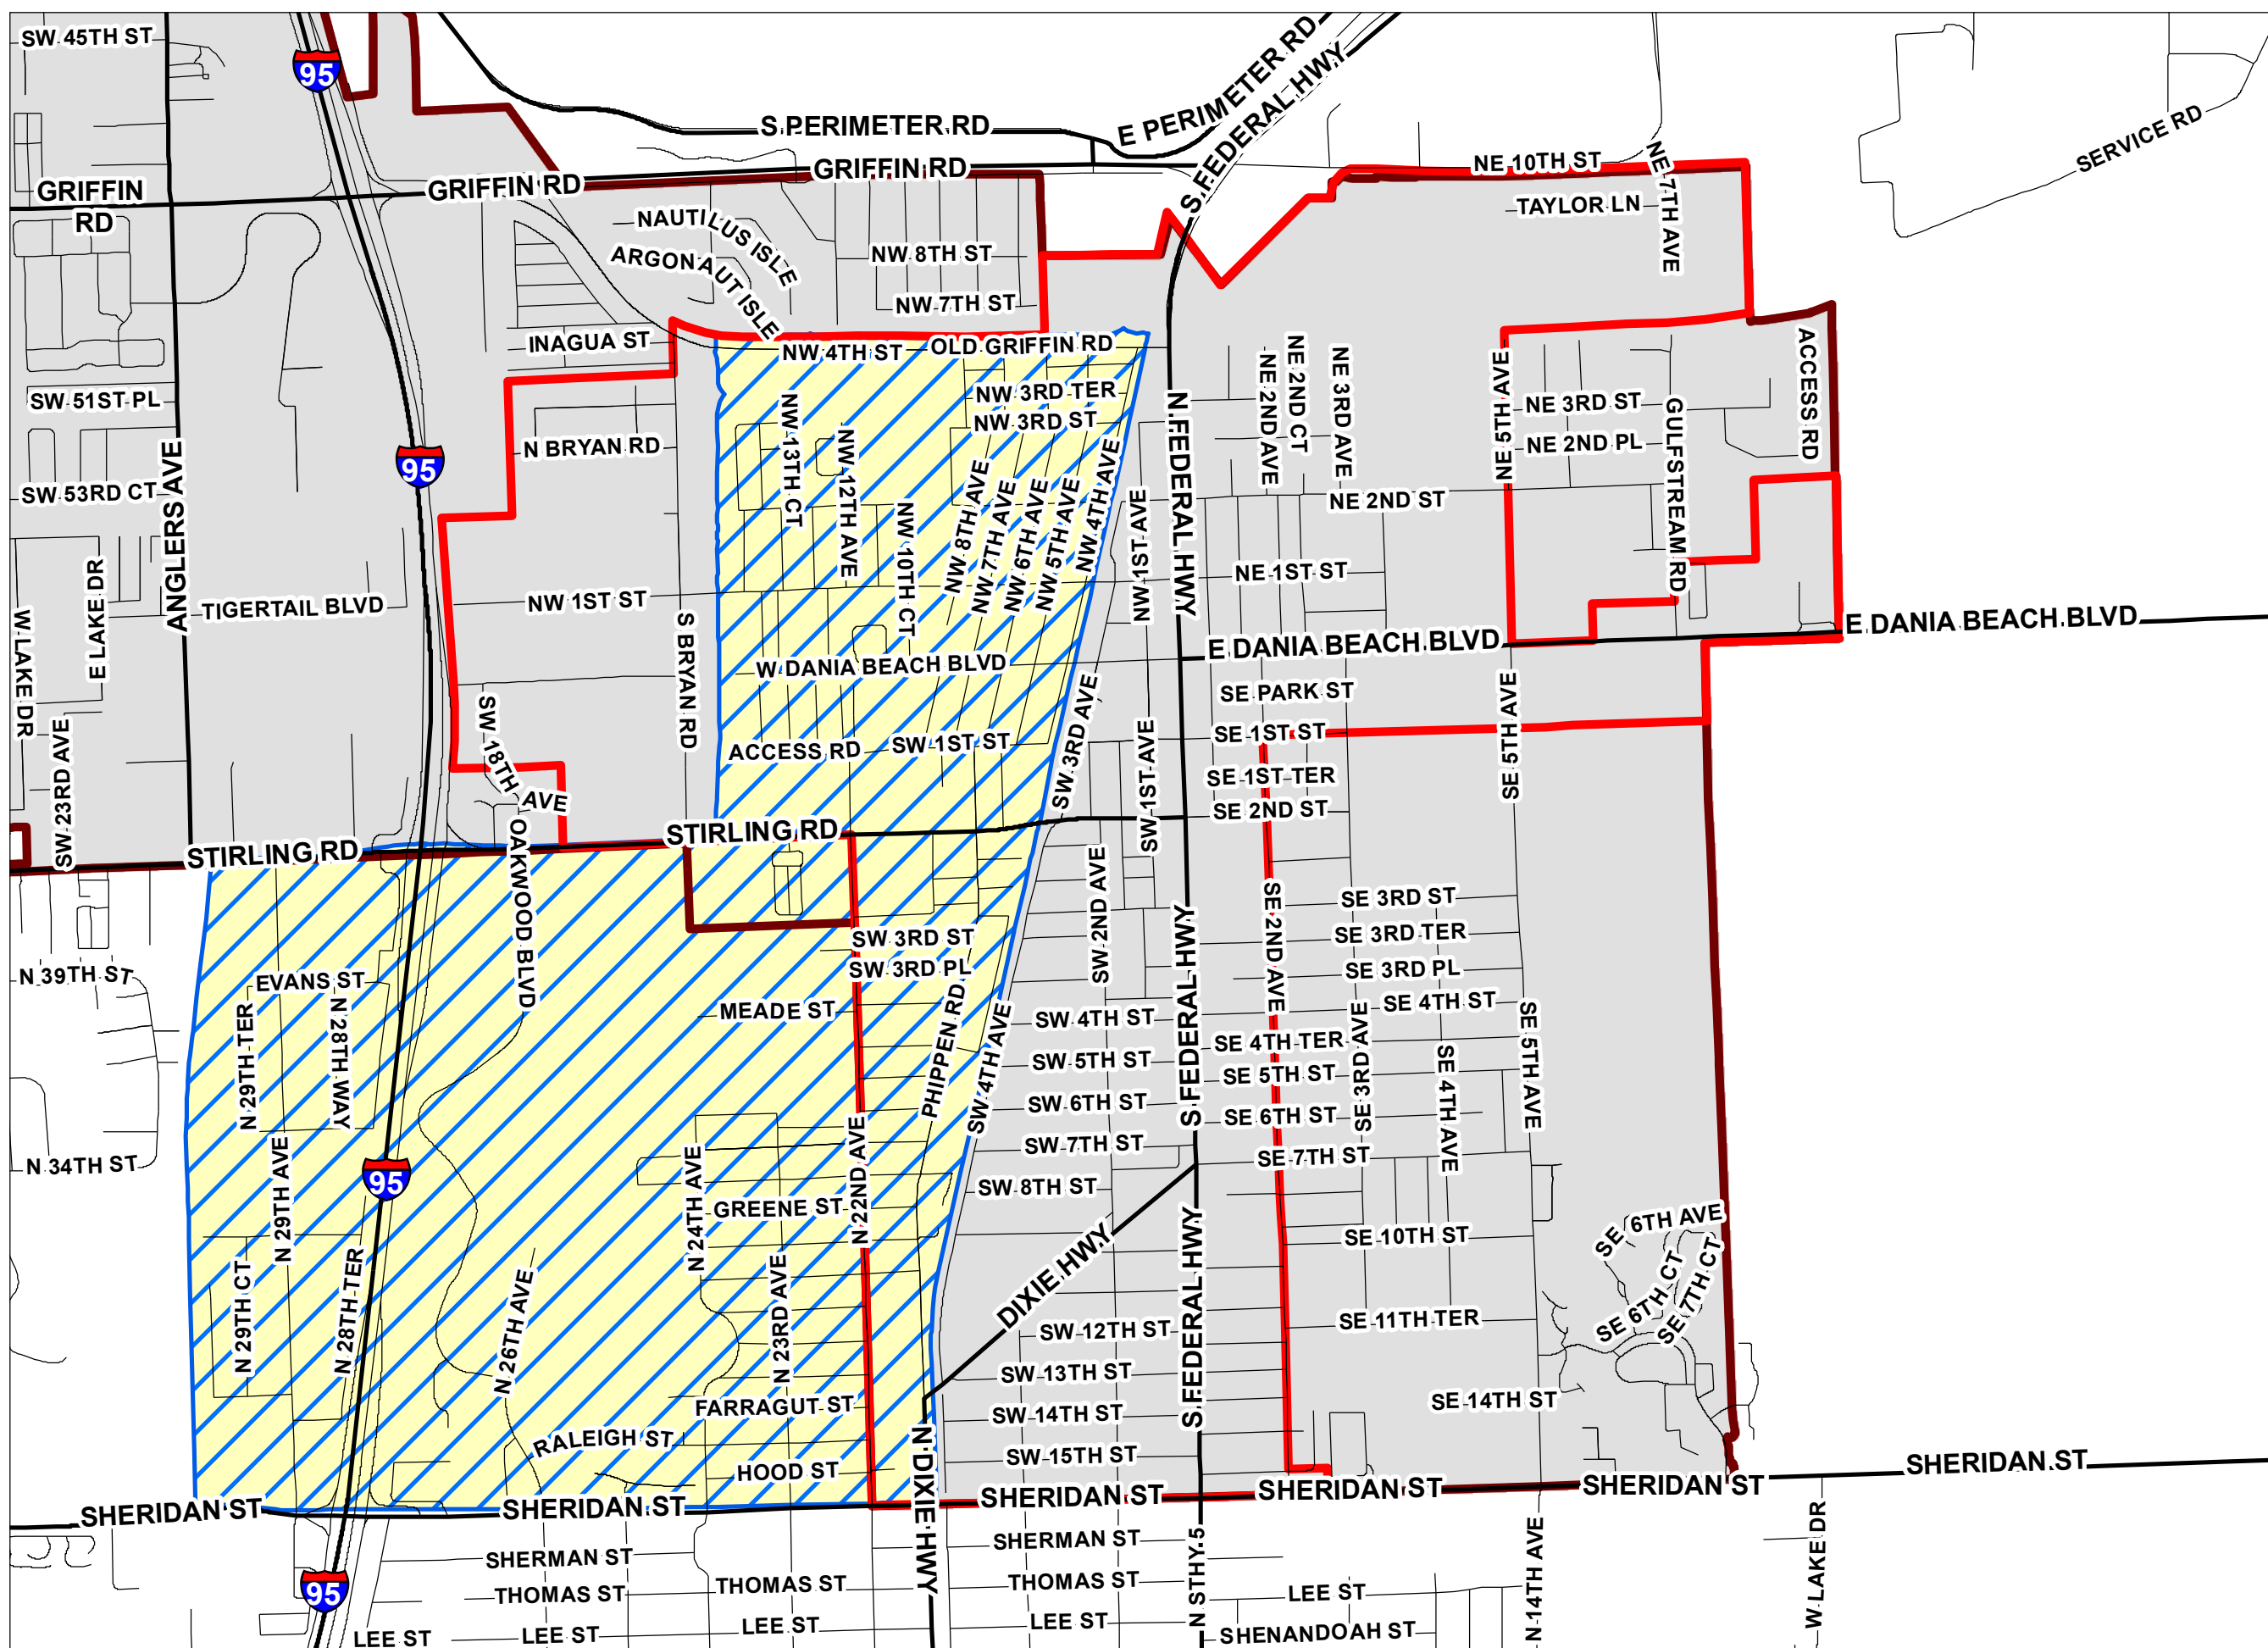 SW 45TH ST
95
S PERIMETER RD
E PERIMETER RD
S FEDERAL HWY
SERVICE RD
GRIFFIN RD
GRIFFIN RD
GRIFFIN
RD
NE 10TH ST
NE 7TH AVE
TAYLOR LN
NAUTILUS ISLE
ARGONAUT ISLE
NW 8TH ST
NW 7TH ST
INAGUA ST
NW 4TH ST
OLD GRIFFIN RD
SW 51ST PL
N BRYAN RD
NW 3RD TER
NW 3RD ST
NW 13TH CT
NW 12TH AVE
NW 10TH CT
NW 8TH AVE
NW 7TH AVE
NW 6TH AVE
NW 5TH AVE
NW 4TH AVE
NW 1ST AVE
N FEDERAL HWY
NE 2ND AVE
NE 2ND CT
NE 3RD AVE
NE 5TH AVE
NE 3RD ST
NE 2ND PL
GULFSTREAM RD
ACCESS RD
95
SW 53RD CT
ANGLERS AVE
NE 2ND ST
NE 1ST ST
E LAKE DR
W LAKE DR
TIGERTAIL BLVD
NW 1ST ST
S BRYAN RD
W DANIA BEACH BLVD
E DANIA BEACH BLVD
E DANIA BEACH BLVD
SE PARK ST
SE 1ST ST
SE 1ST TER
SE 2ND ST
SE 5TH AVE
SW 23RD AVE
SW 18TH AVE
ACCESS RD
SW 1ST ST
SW 3RD AVE
SW 1ST AVE
STIRLING RD
STIRLING RD
OAKWOOD BLVD
SW 2ND AVE
S FEDERAL HWY
SE 2ND AVE
SE 3RD ST
SE 3RD TER
SE 3RD PL
SE 4TH ST
SW 3RD ST
SW 3RD PL
N 39TH ST
EVANS ST
N 29TH TER
N 28TH WAY
MEADE ST
PHIPPEN RD
SW 4TH AVE
SW 4TH ST
SW 5TH ST
SW 6TH ST
SW 7TH ST
SW 8TH ST
SE 4TH TER
SE 5TH ST
SE 6TH ST
SE 7TH ST
SE 3RD AVE
SE 4TH AVE
SE 5TH AVE
N 34TH ST
N 29TH AVE
95
N 24TH AVE
GREENE ST
N 22ND AVE
S FEDERAL HWY
DIXIE HWY
SE 10TH ST
SE 6TH AVE
SE 6TH CT
SE 7TH CT
N 29TH CT
N 28TH TER
N 26TH AVE
N 23RD AVE
SW 12TH ST
SW 13TH ST
SW 14TH ST
SW 15TH ST
SE 11TH TER
SE 14TH ST
FARRAGUT ST
RALEIGH ST
HOOD ST
N DIXIE HWY
SHERIDAN ST
SHERIDAN ST
SHERIDAN ST
SHERIDAN ST
SHERIDAN ST
SHERIDAN ST
SHERMAN ST
SHERMAN ST
95
THOMAS ST
THOMAS ST
THOMAS ST
LEE ST
LEE ST
LEE ST
LEE ST
LEE ST
N STHY 5
SHENANDOAH ST
N 14TH AVE
W LAKE DR